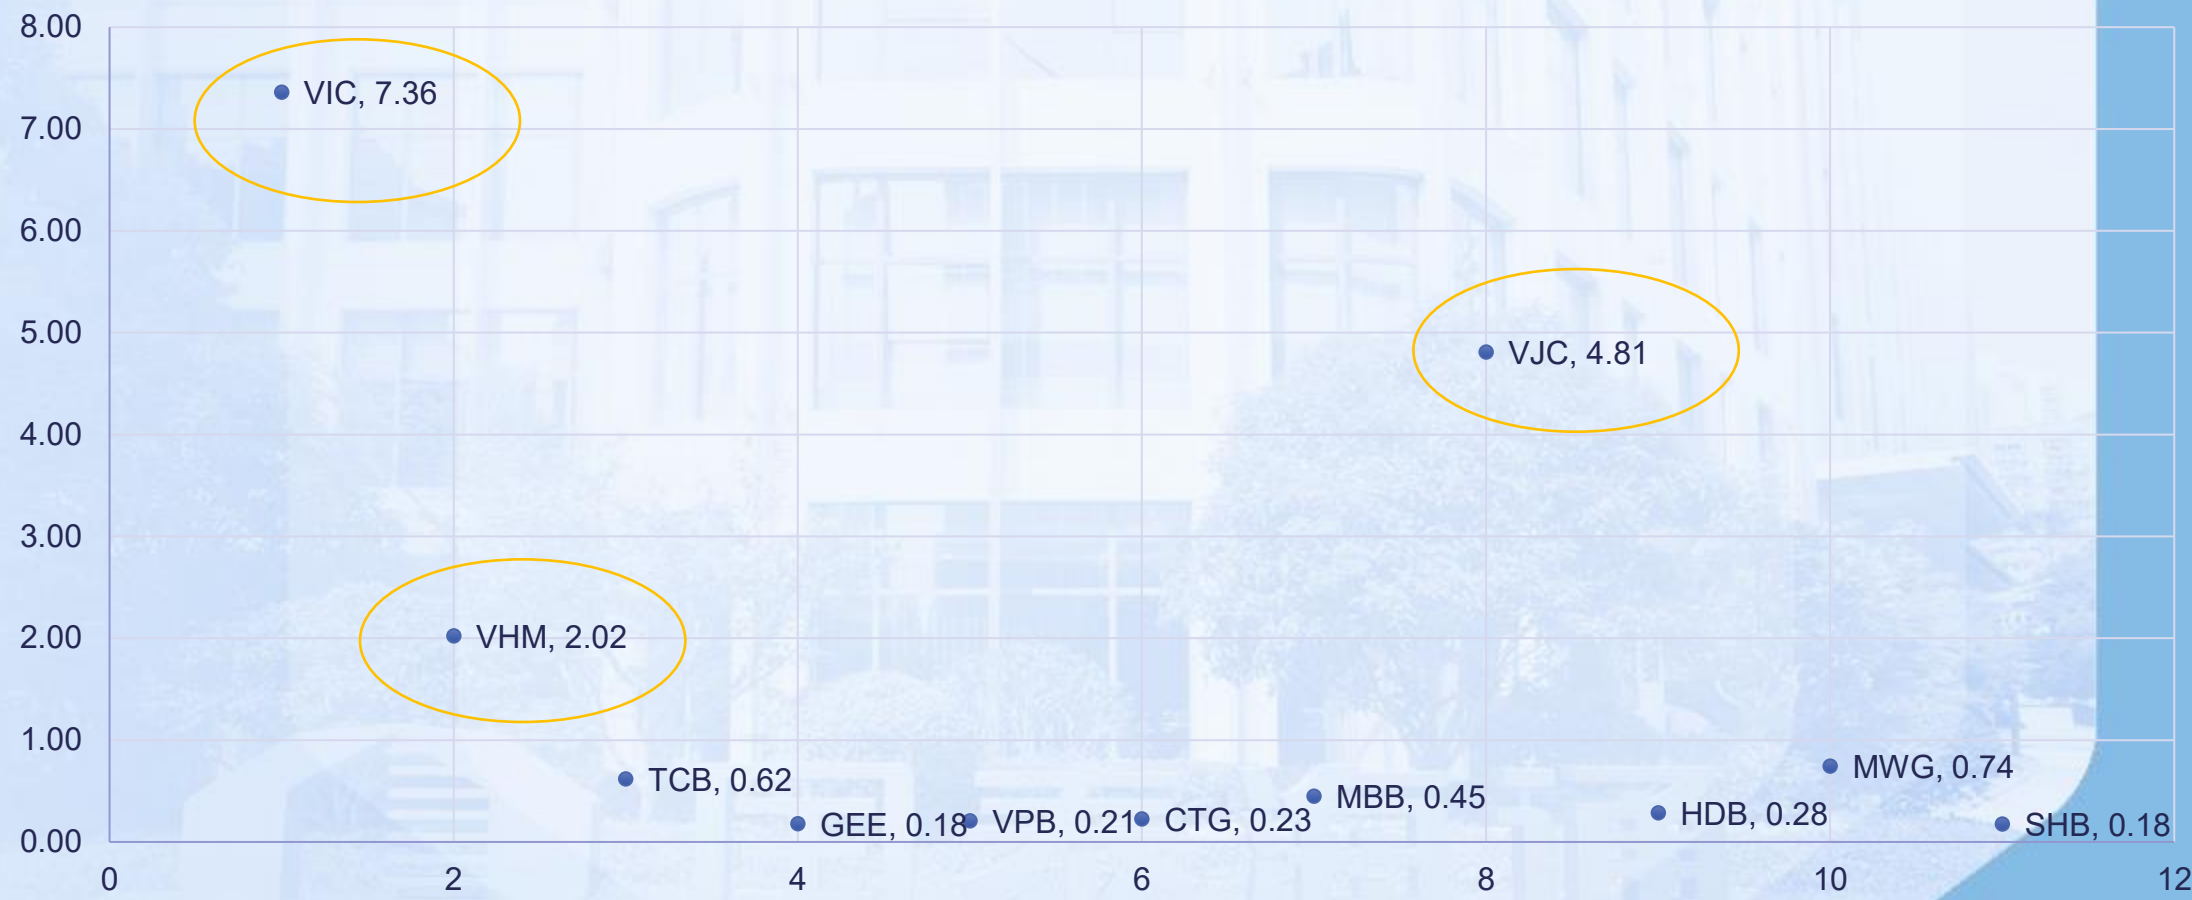 8.00
VIC, 7.36
7.00
6.00
5.00
VJC, 4.81
4.00
3.00
2.00
VHM, 2.02
1.00
TCB, 0.62
MWG, 0.74
MBB, 0.45
GEE, 0.18
VPB, 0.21
CTG, 0.23
HDB, 0.28
SHB, 0.18
0.00
0 2 4 6 8 10 12